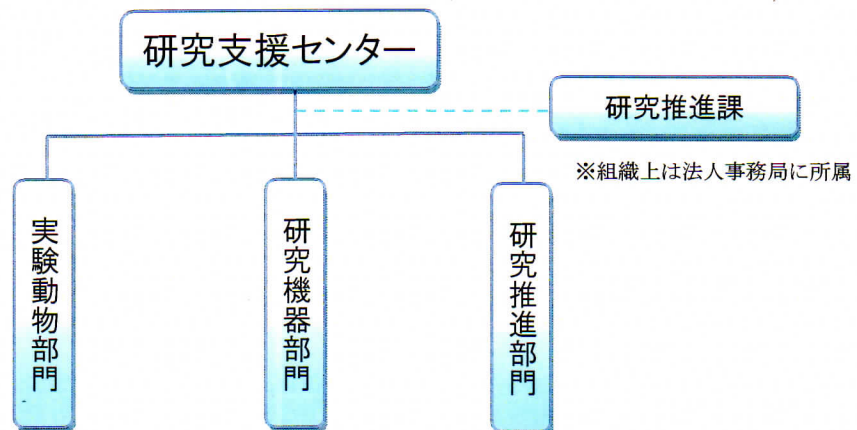 研究支援センター
研究推進課
※組織上は法人事務局に所属
実験動物部門
研究機器部門
研究推進部門